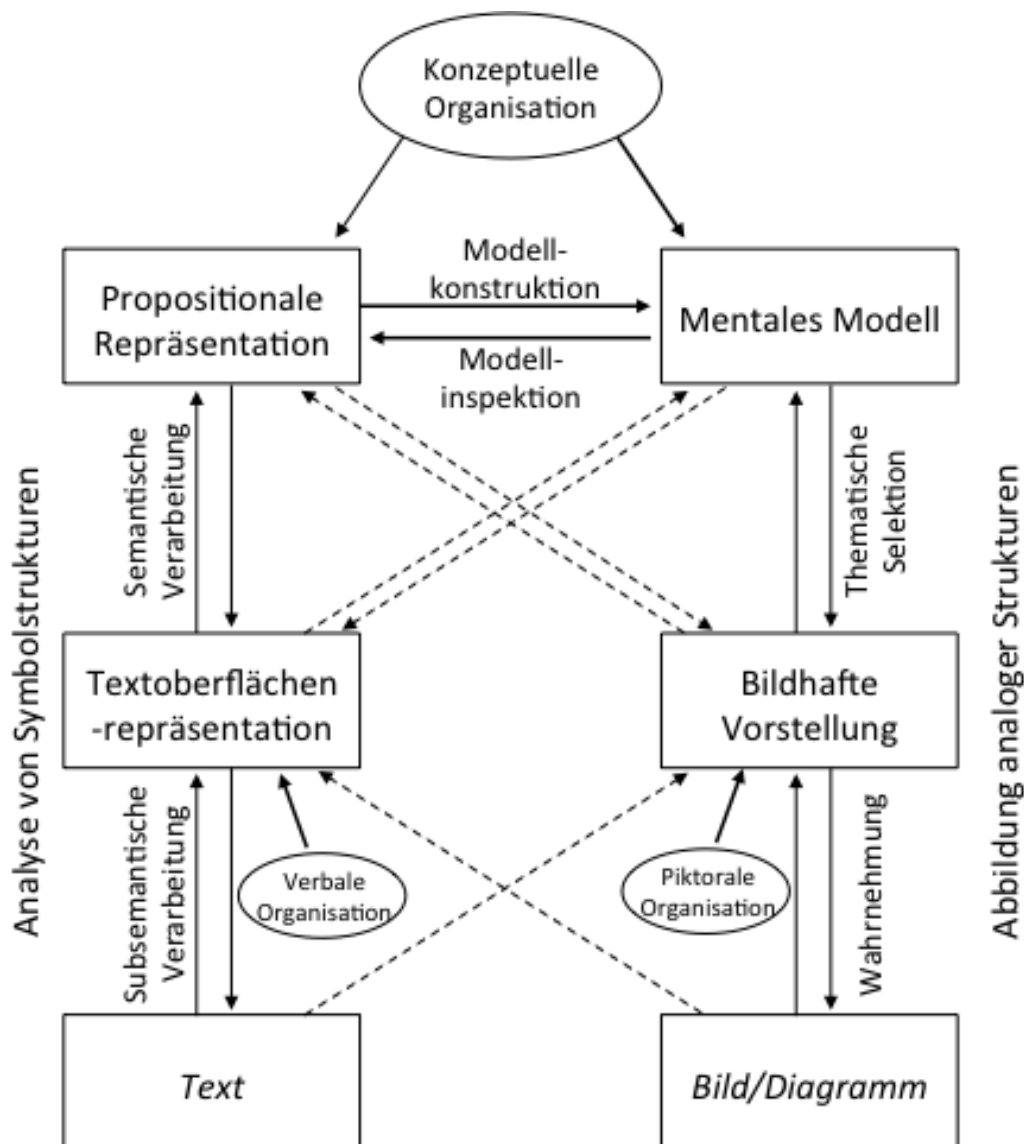 Konzeptuelle
Organisation
Modell-
konstruktion
Propositionale
Repräsentation
Mentales Modell
Modell-
inspektion
Semantische
Verarbeitung
Thematische
Selektion
Analyse von Symbolstrukturen
Abbildung analoger Strukturen
Textoberflächen
-repräsentation
Bildhafte
Vorstellung
Subsemantische
Verarbeitung
Verbale
Organisation
Piktorale
Organisation
Wahrnehmung
Text
Bild/Diagramm